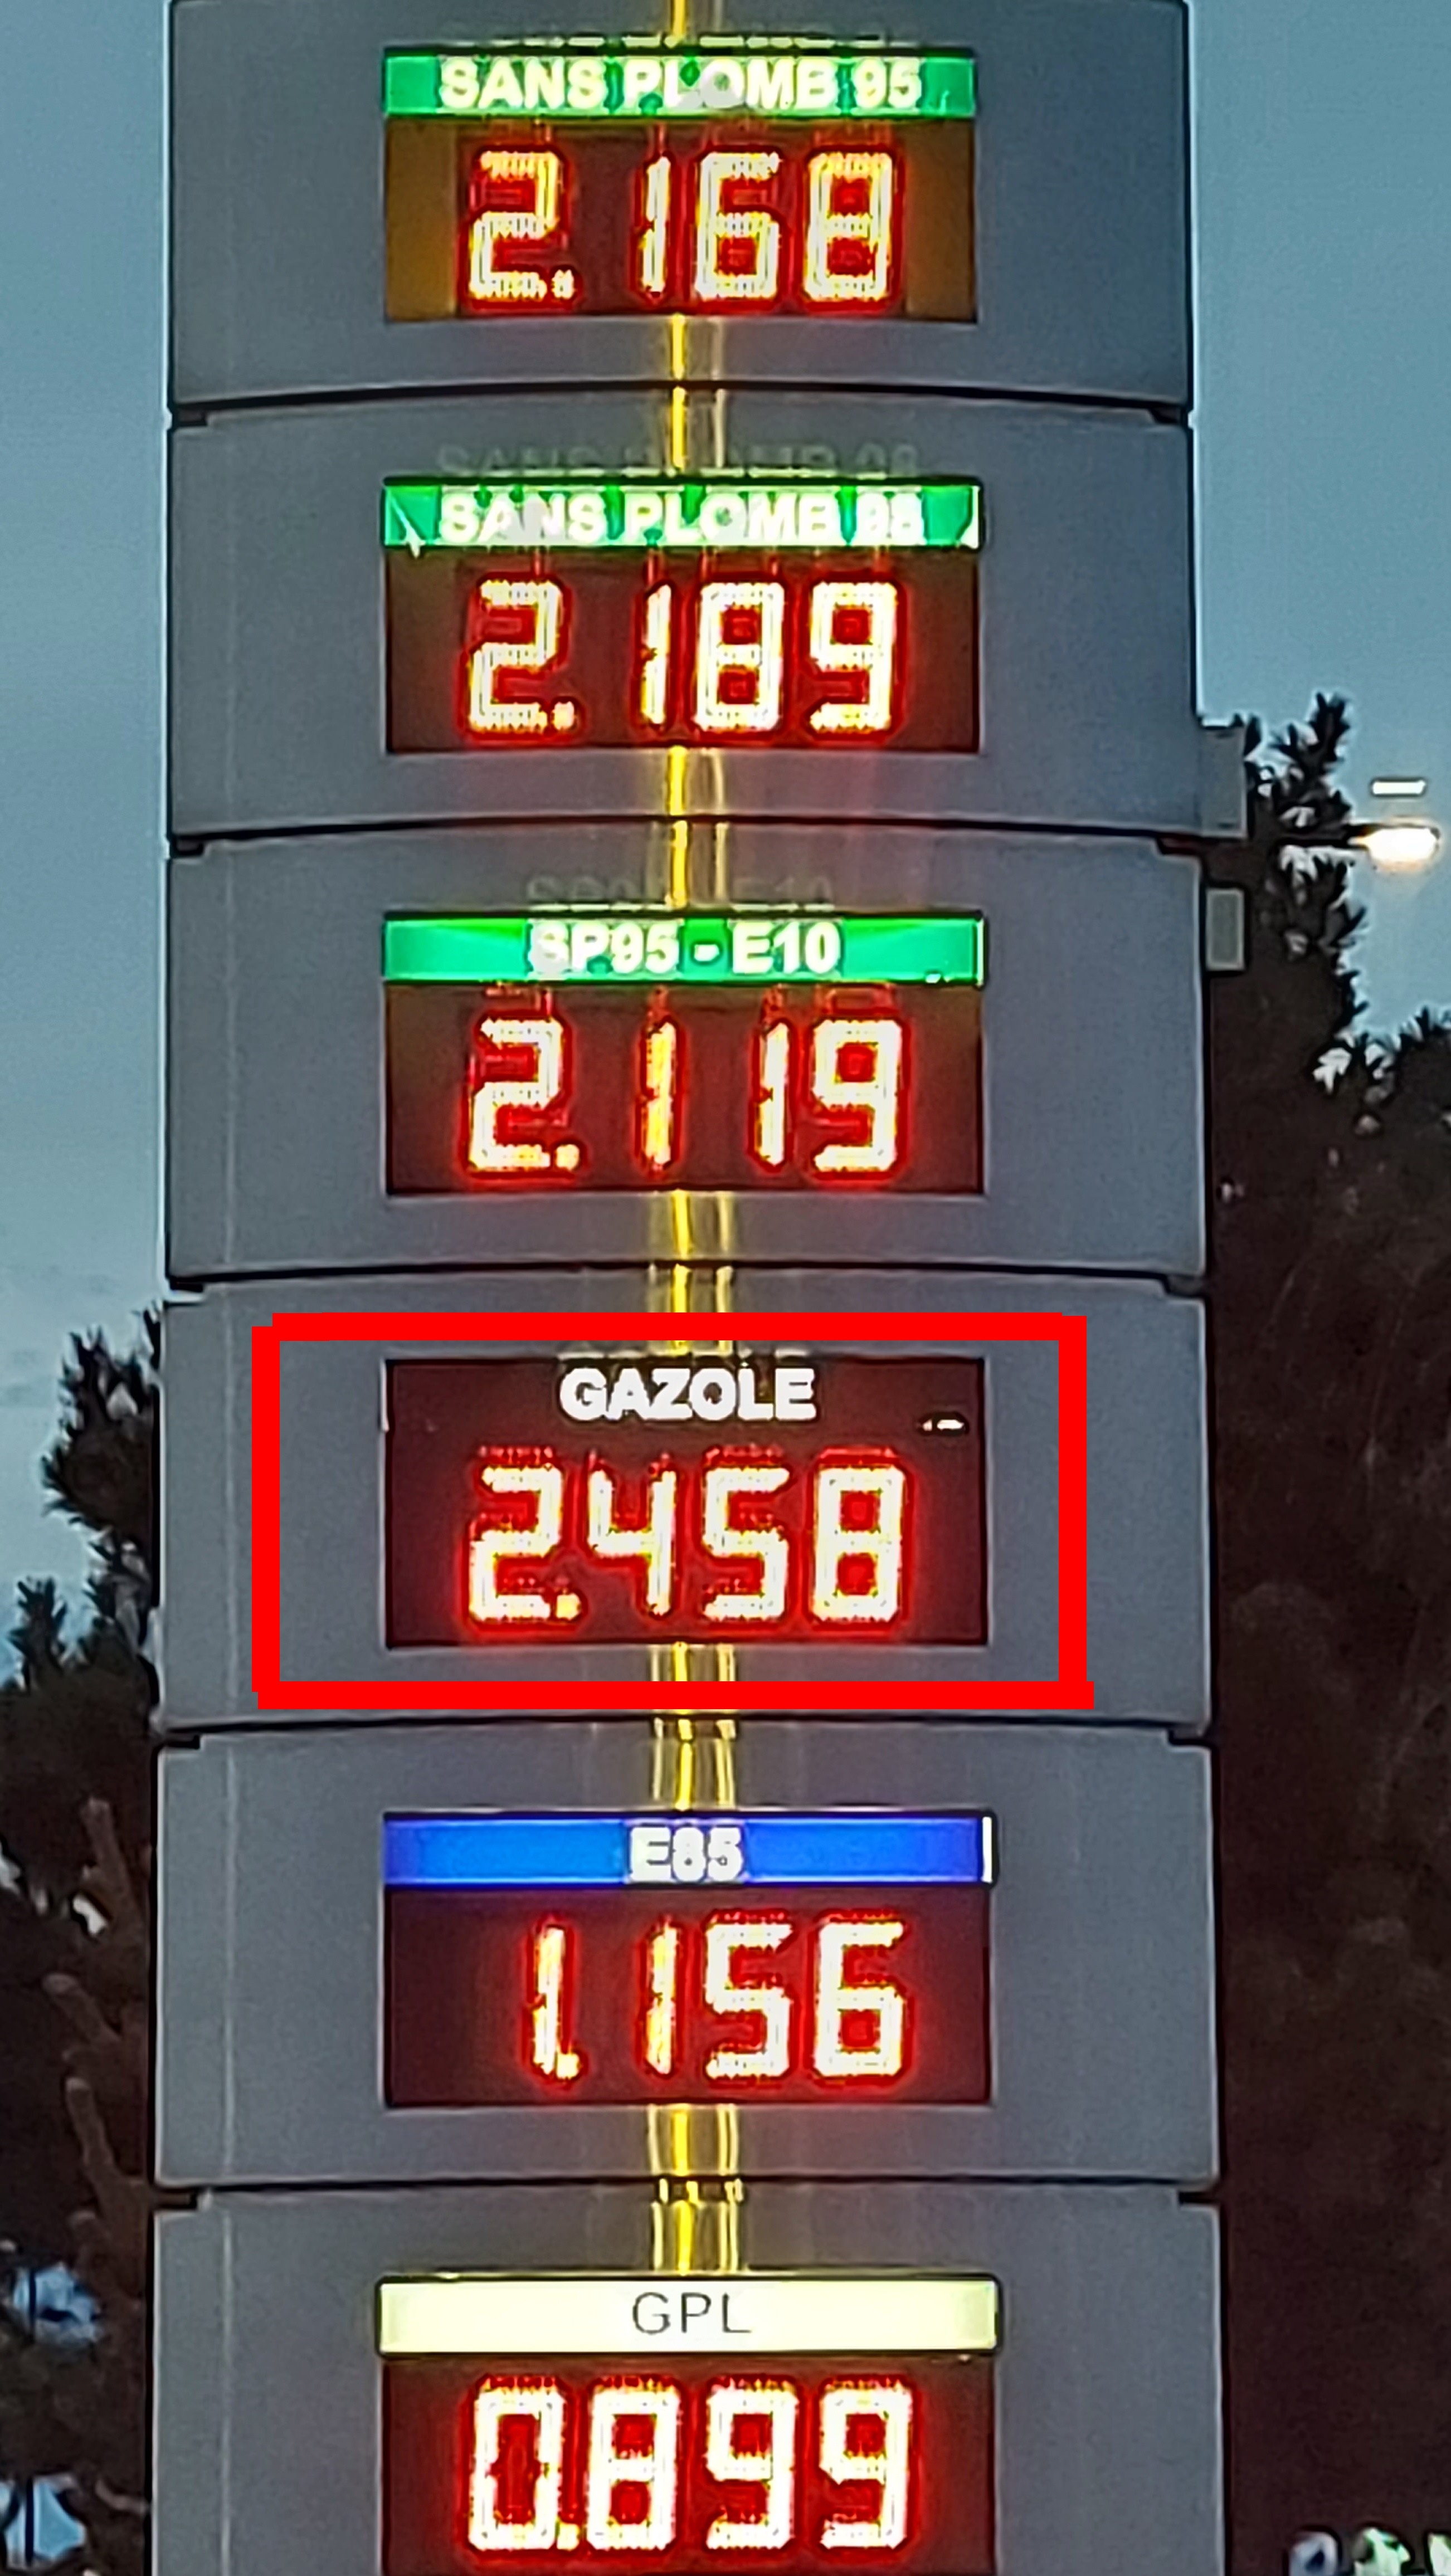 SANS PLOMB 95
2.168
SANS PLOMB 98
2.189
SP95 - E10
2.119
GAZOLE
2.458
E85
1.156
GPL
0.899